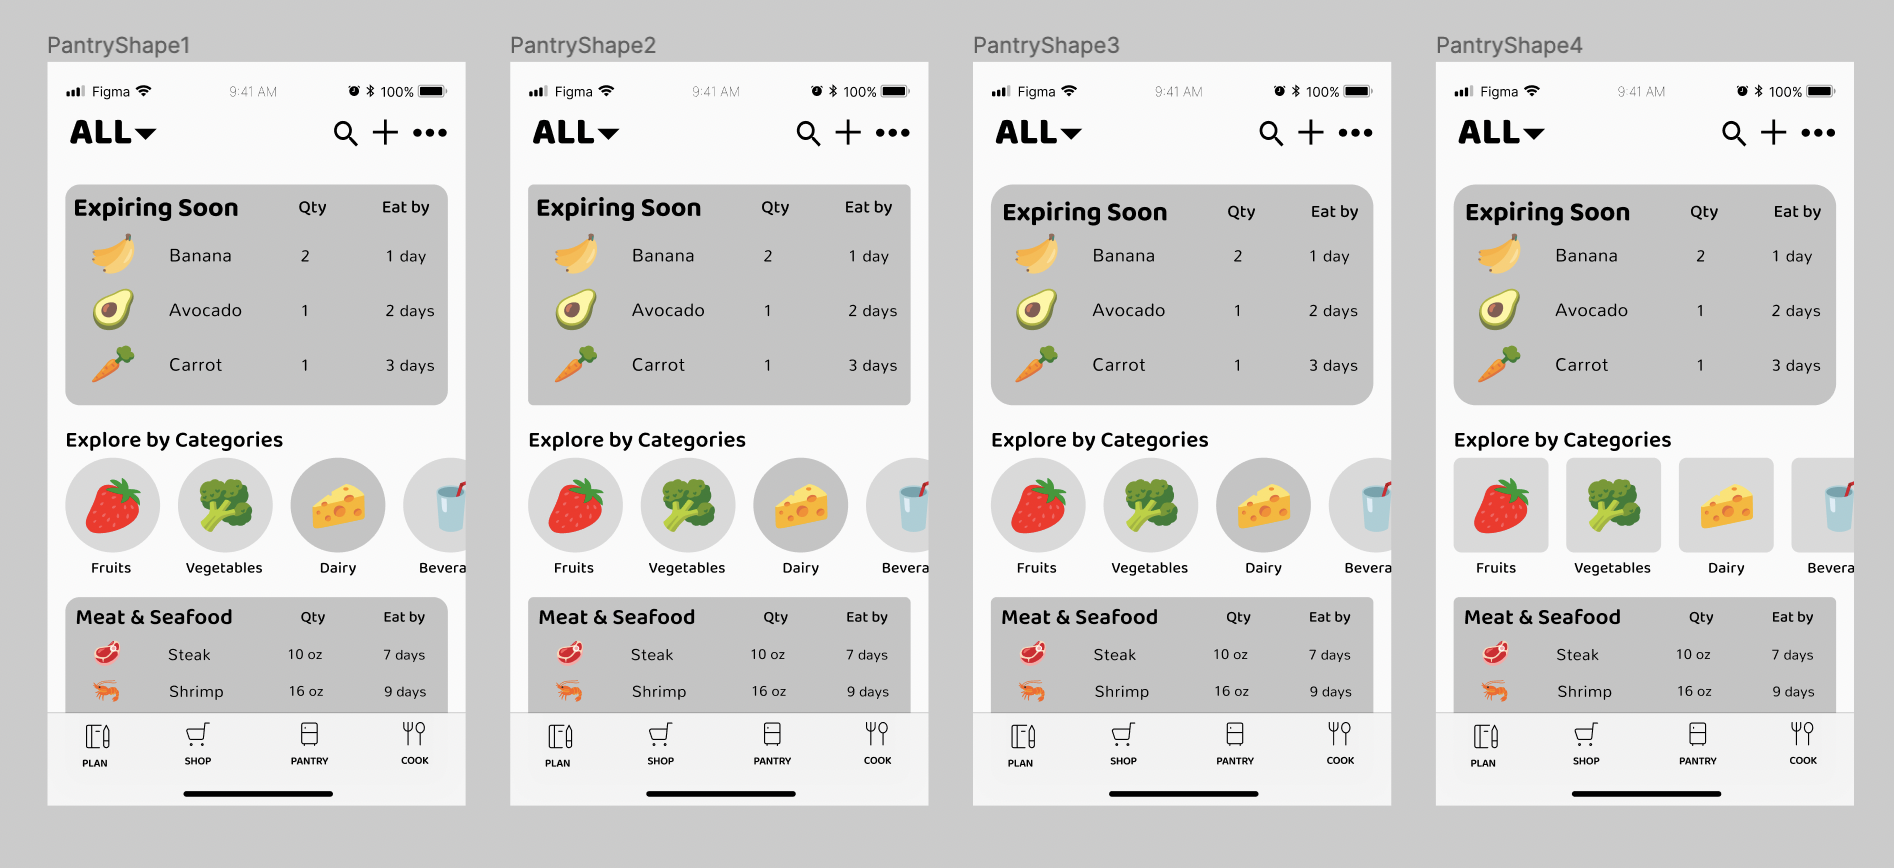 PantryShape1
Figma 9:41 AM 100%
ALL
Expiring Soon Qty Eat by
Banana 2 1 day
Avocado 1 2 days
Carrot 1 3 days
Explore by Categories
Fruits Vegetables Dairy Bevera
Meat & Seafood Qty Eat by
Steak 10 oz 7 days
Shrimp 16 oz 9 days
PLAN SHOP PANTRY COOK
PantryShape2
Figma 9:41 AM 100%
ALL
Expiring Soon Qty Eat by
Banana 2 1 day
Avocado 1 2 days
Carrot 1 3 days
Explore by Categories
Fruits Vegetables Dairy Bevera
Meat & Seafood Qty Eat by
Steak 10 oz 7 days
Shrimp 16 oz 9 days
PLAN SHOP PANTRY COOK
PantryShape3
Figma 9:41 AM 100%
ALL
Expiring Soon Qty Eat by
Banana 2 1 day
Avocado 1 2 days
Carrot 1 3 days
Explore by Categories
Fruits Vegetables Dairy Bevera
Meat & Seafood Qty Eat by
Steak 10 oz 7 days
Shrimp 16 oz 9 days
PLAN SHOP PANTRY COOK
PantryShape4
Figma 9:41 AM 100%
ALL
Expiring Soon Qty Eat by
Banana 2 1 day
Avocado 1 2 days
Carrot 1 3 days
Explore by Categories
Fruits Vegetables Dairy Bevera
Meat & Seafood Qty Eat by
Steak 10 oz 7 days
Shrimp 16 oz 9 days
PLAN SHOP PANTRY COOK